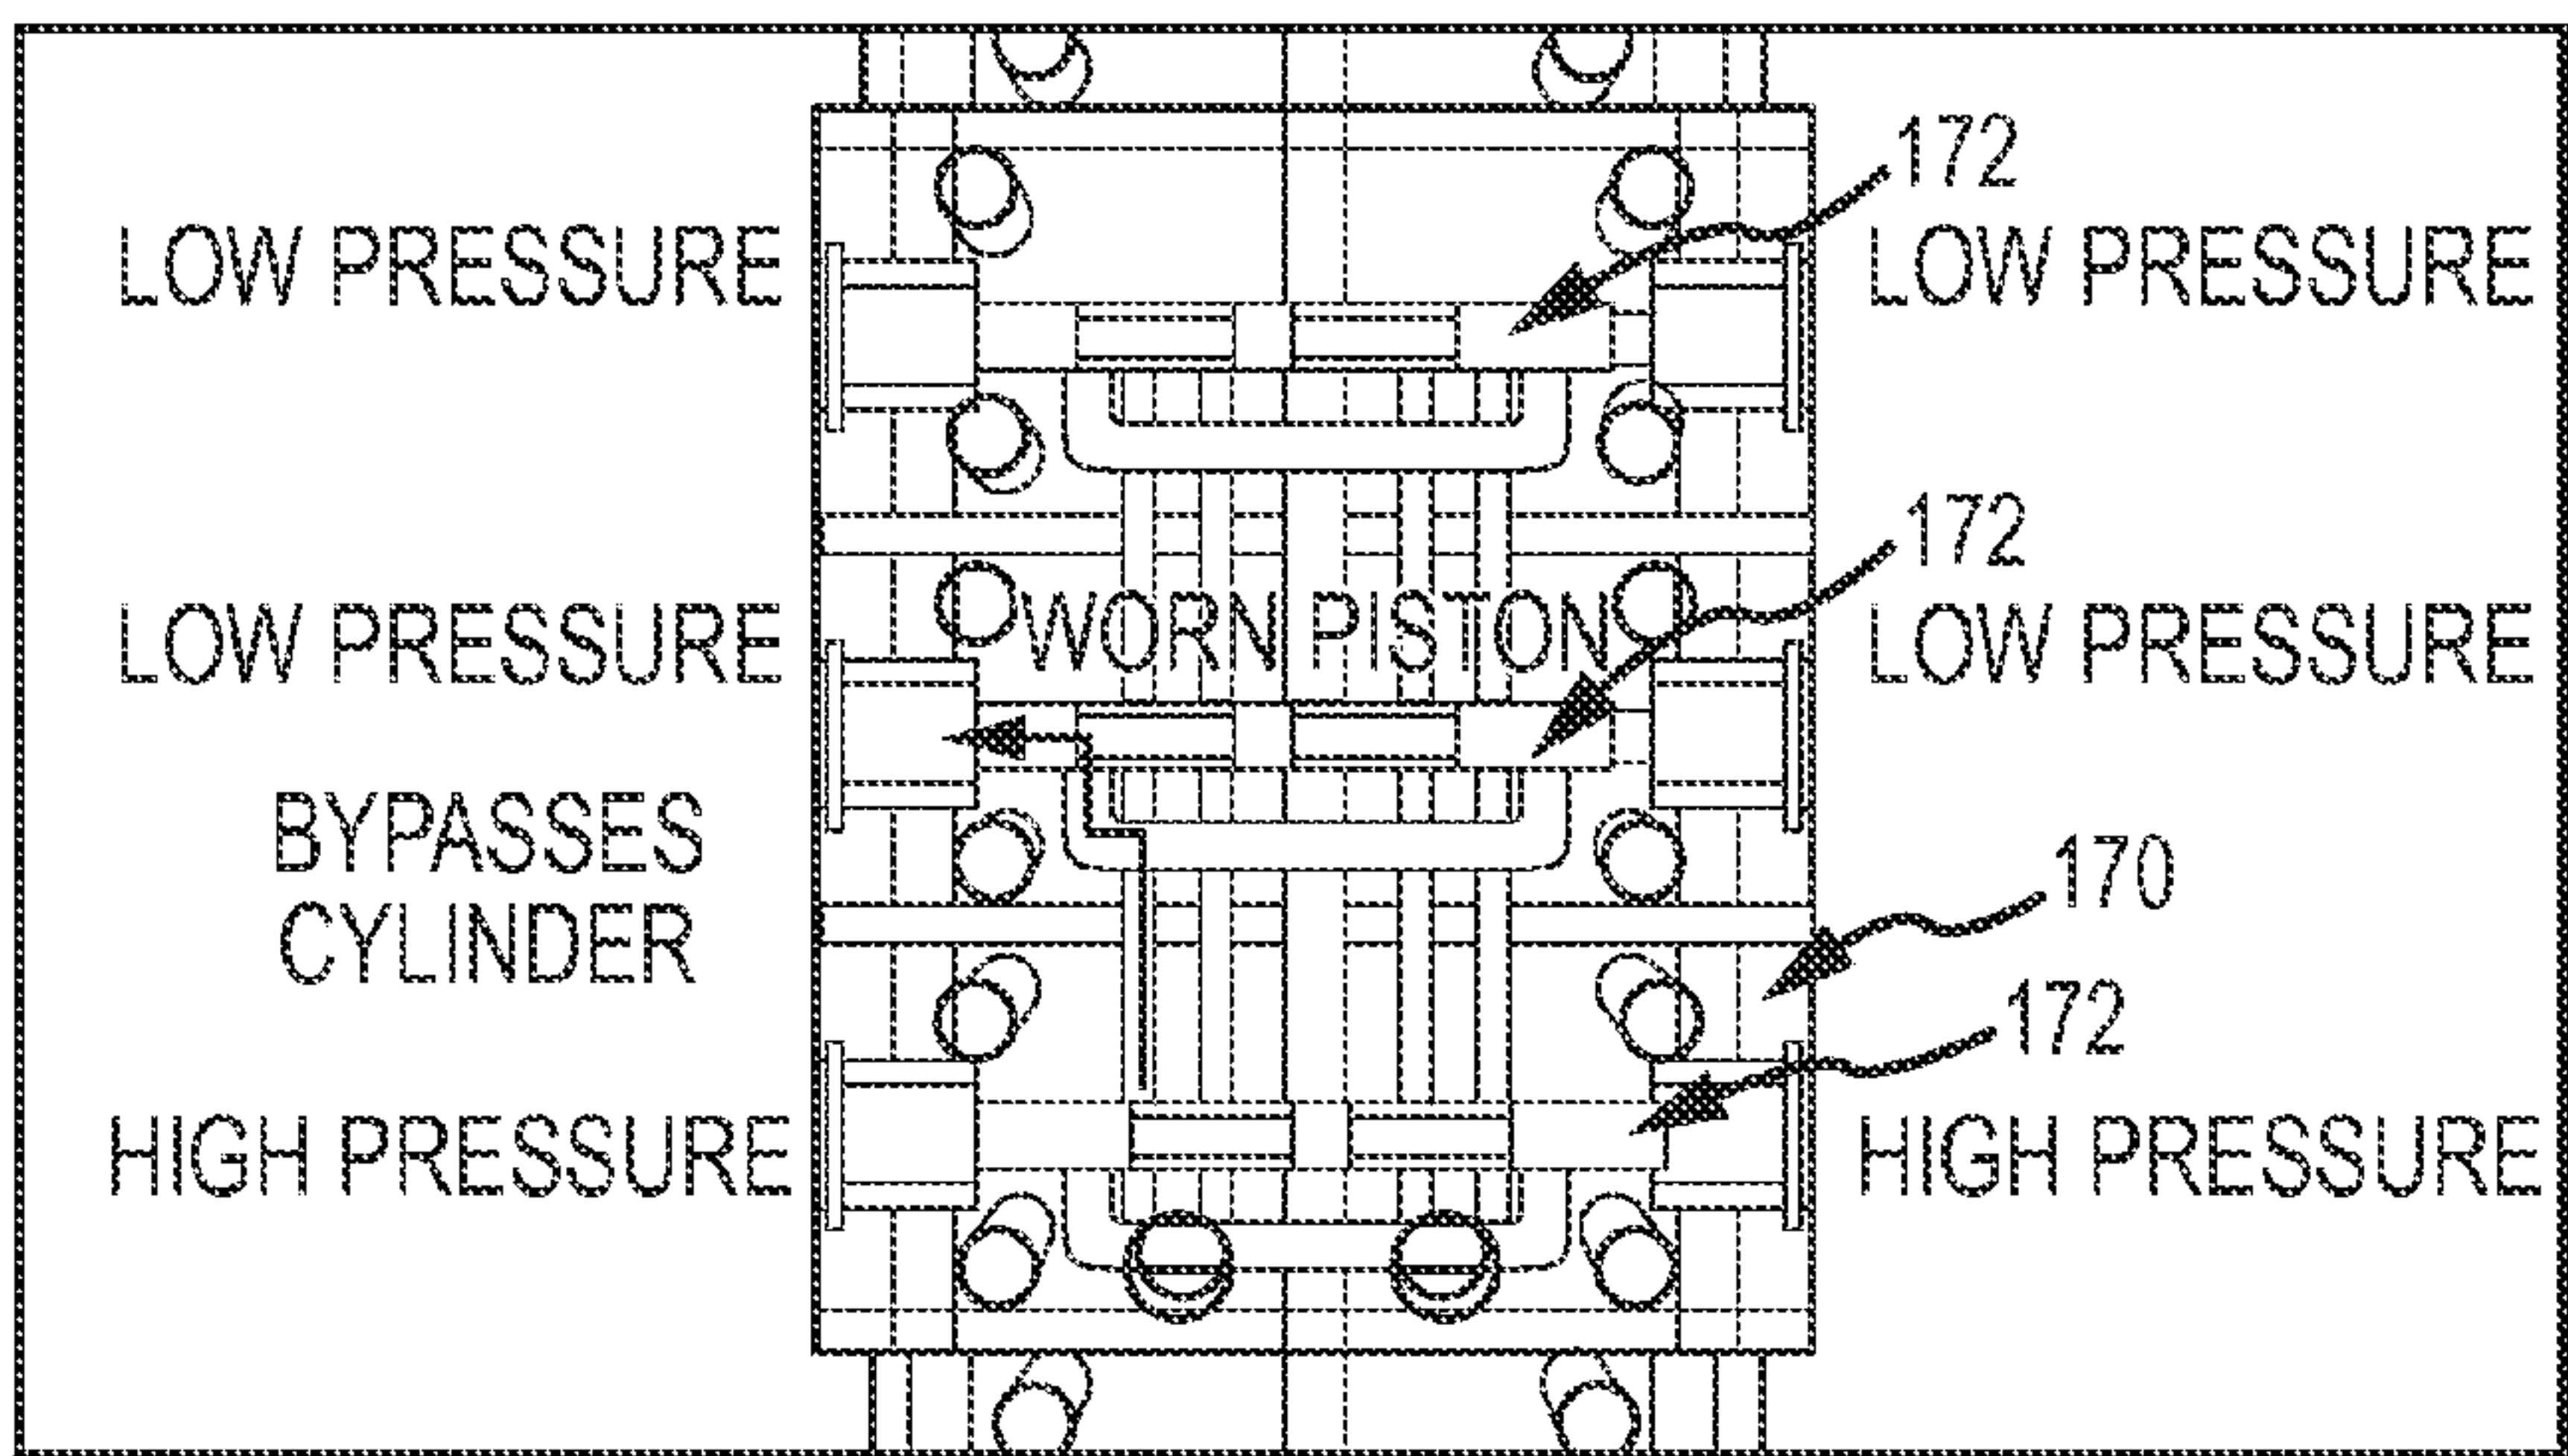 172
LOW PRESSURE
LOW PRESSURE
172
WORN PISTON
LOW PRESSURE
LOW PRESSURE
BYPASSES
CYLINDER
170
172
HIGH PRESSURE
HIGH PRESSURE